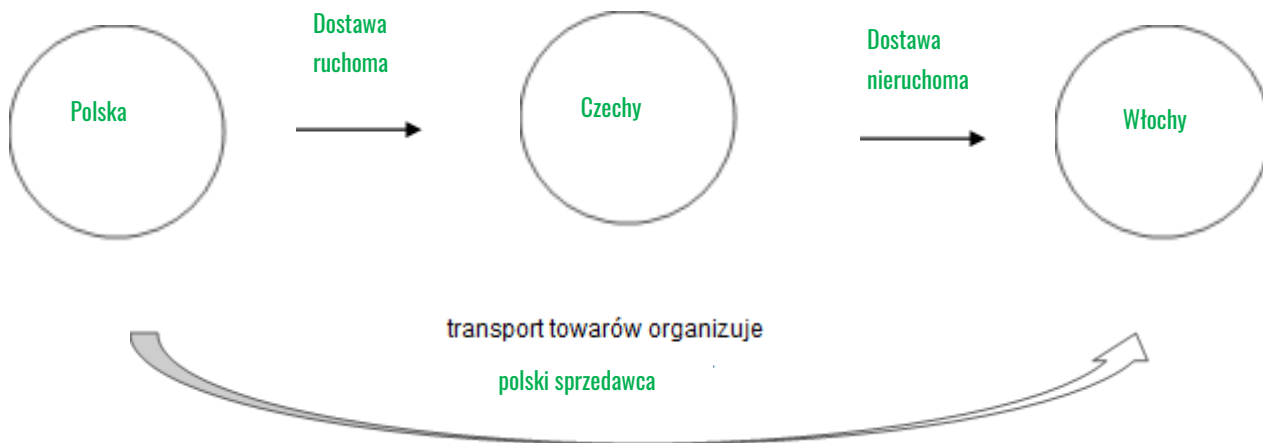 Dostawa
ruchoma
Dostawa
nieruchoma
Polska
Czechy
Włochy
transport towarów organizuje
polski sprzedawca